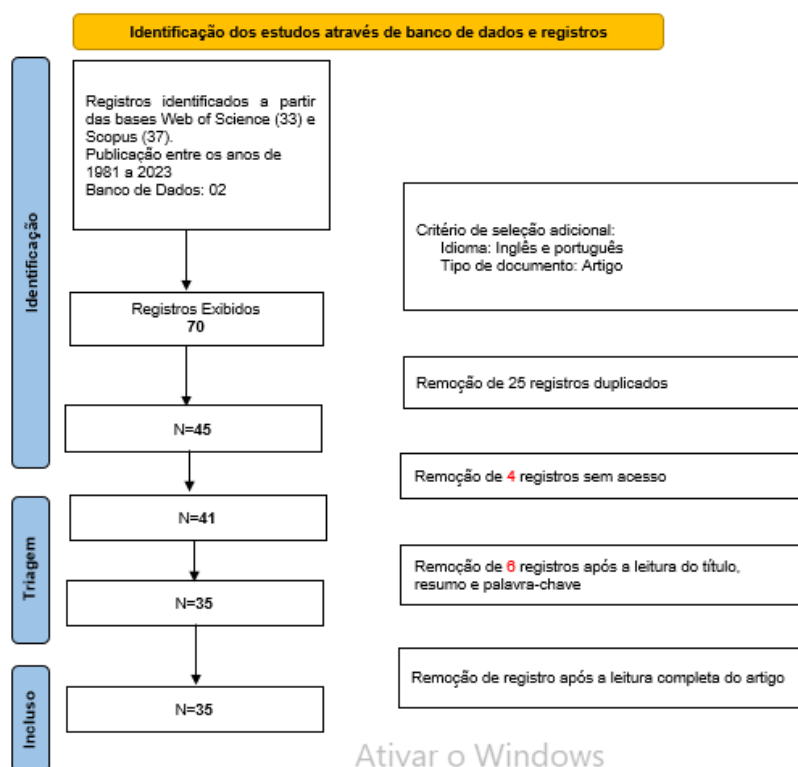 Identificação dos estudos através de banco de dados e registros
Identificação
Registros identificados a partir
das bases Web of Science (33) e
Scopus (37).
Publicação entre os anos de
1981 a 2023
Banco de Dados: 02
Critério de seleção adicional:
Idioma: Inglês e português
Tipo de documento: Artigo
Registros Exibidos
70
Remoção de 25 registros duplicados
N=45
Remoção de 4 registros sem acesso
Triagem
N=41
Remoção de 6 registros após a leitura do título,
resumo e palavra-chave
N=35
Remoção de registro após a leitura completa do artigo
Incluso
N=35
Ativar o Windows